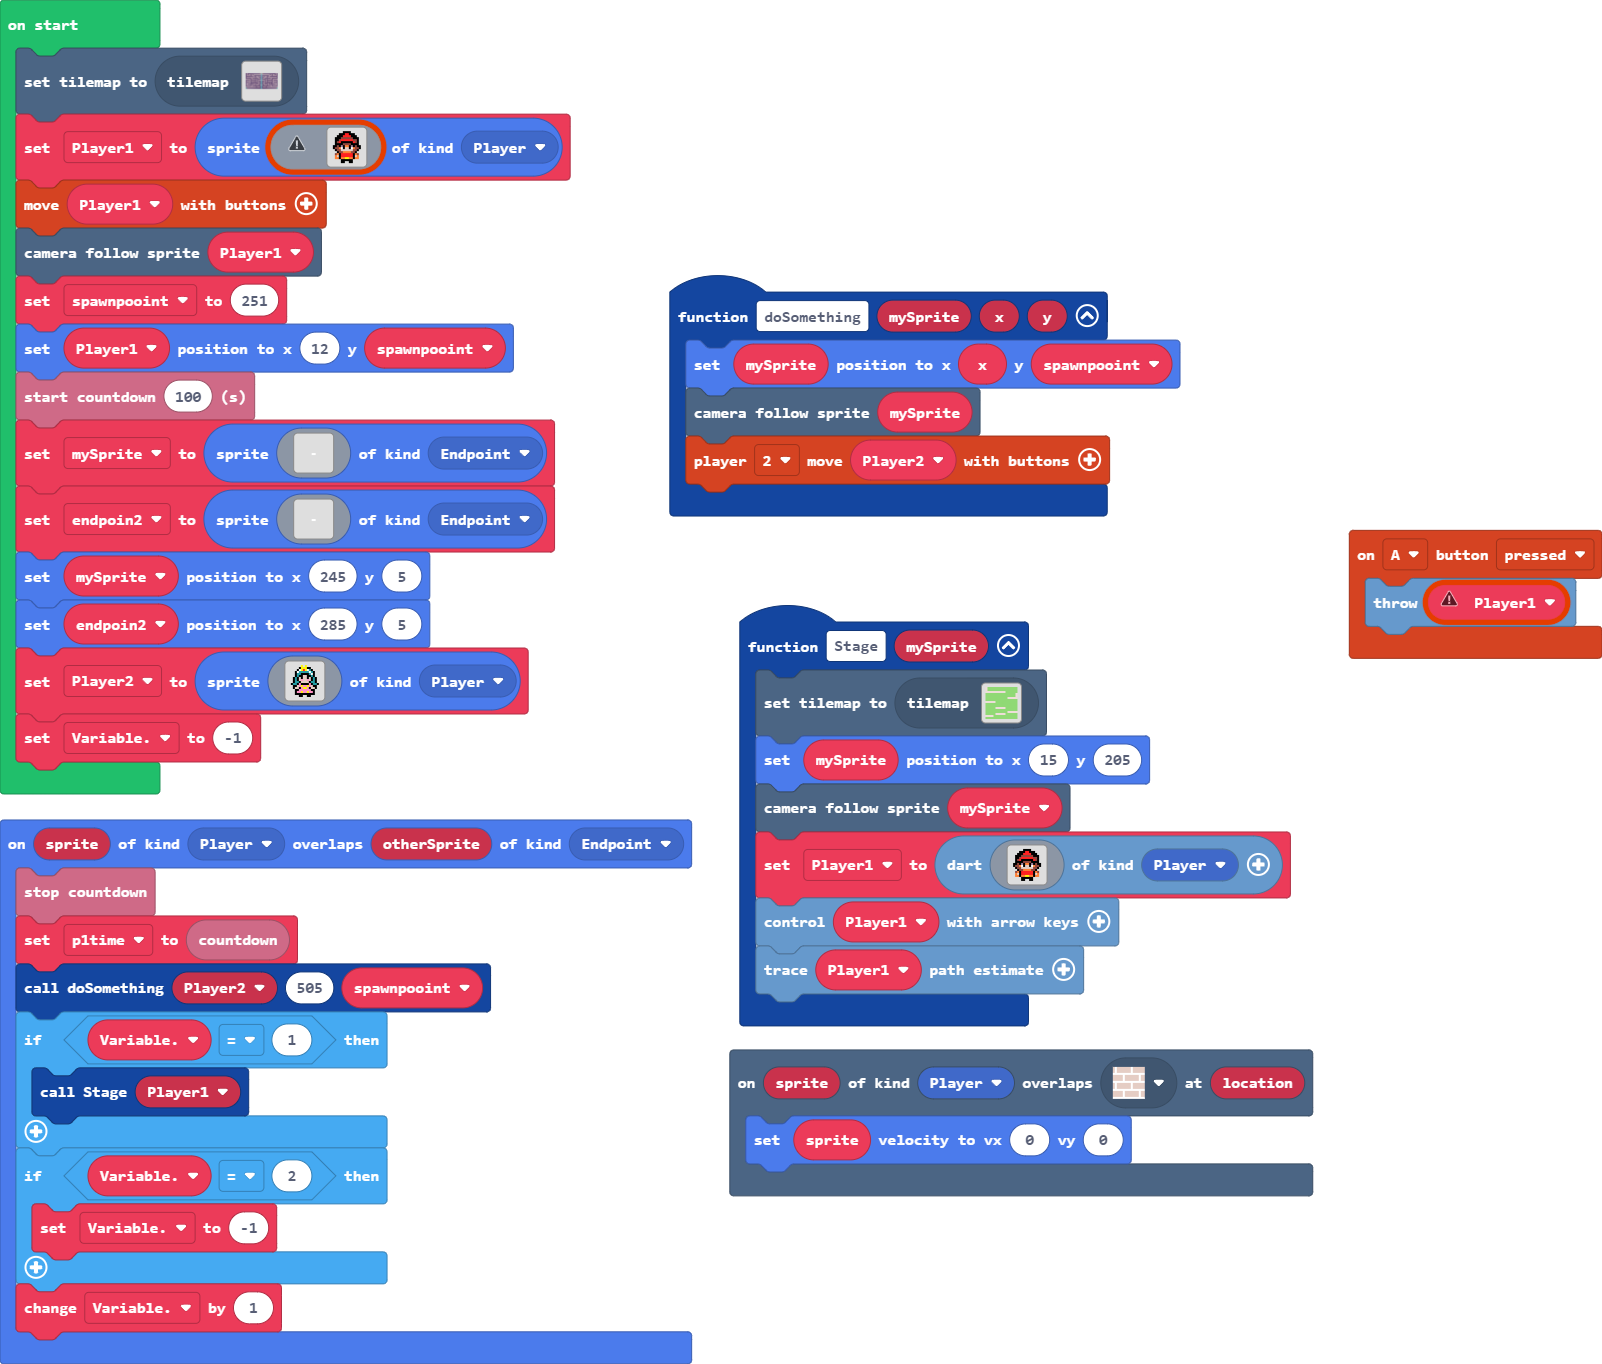 on start
set tilemap to tilemap
set Player1 to sprite of kind Player
move Player1 with buttons
camera follow sprite Player1
set spawnpooint to 251
set Player1 position to x 12 y spawnpooint
start countdown 100 (s)
set mySprite to sprite - of kind Endpoint
set endpoin2 to sprite - of kind Endpoint
set mySprite position to x 245 y 5
set endpoin2 position to x 285 y 5
set Player2 to sprite of kind Player
set Variable. to -1
on sprite of kind Player overlaps otherSprite of kind Endpoint
stop countdown
set p1time to countdown
call doSomething Player2 505 spawnpooint
if Variable. = 1 then
call Stage Player1
if Variable. = 2 then
set Variable. to -1
change Variable. by 1
function doSomething mySprite x y
set mySprite position to x x y spawnpooint
camera follow sprite mySprite
player 2 move Player2 with buttons
function Stage mySprite
set tilemap to tilemap
set mySprite position to x 15 y 205
camera follow sprite mySprite
set Player1 to dart of kind Player
control Player1 with arrow keys
trace Player1 path estimate
on sprite of kind Player overlaps at location
set sprite velocity to vx 0 vy 0
on A button pressed
throw Player1